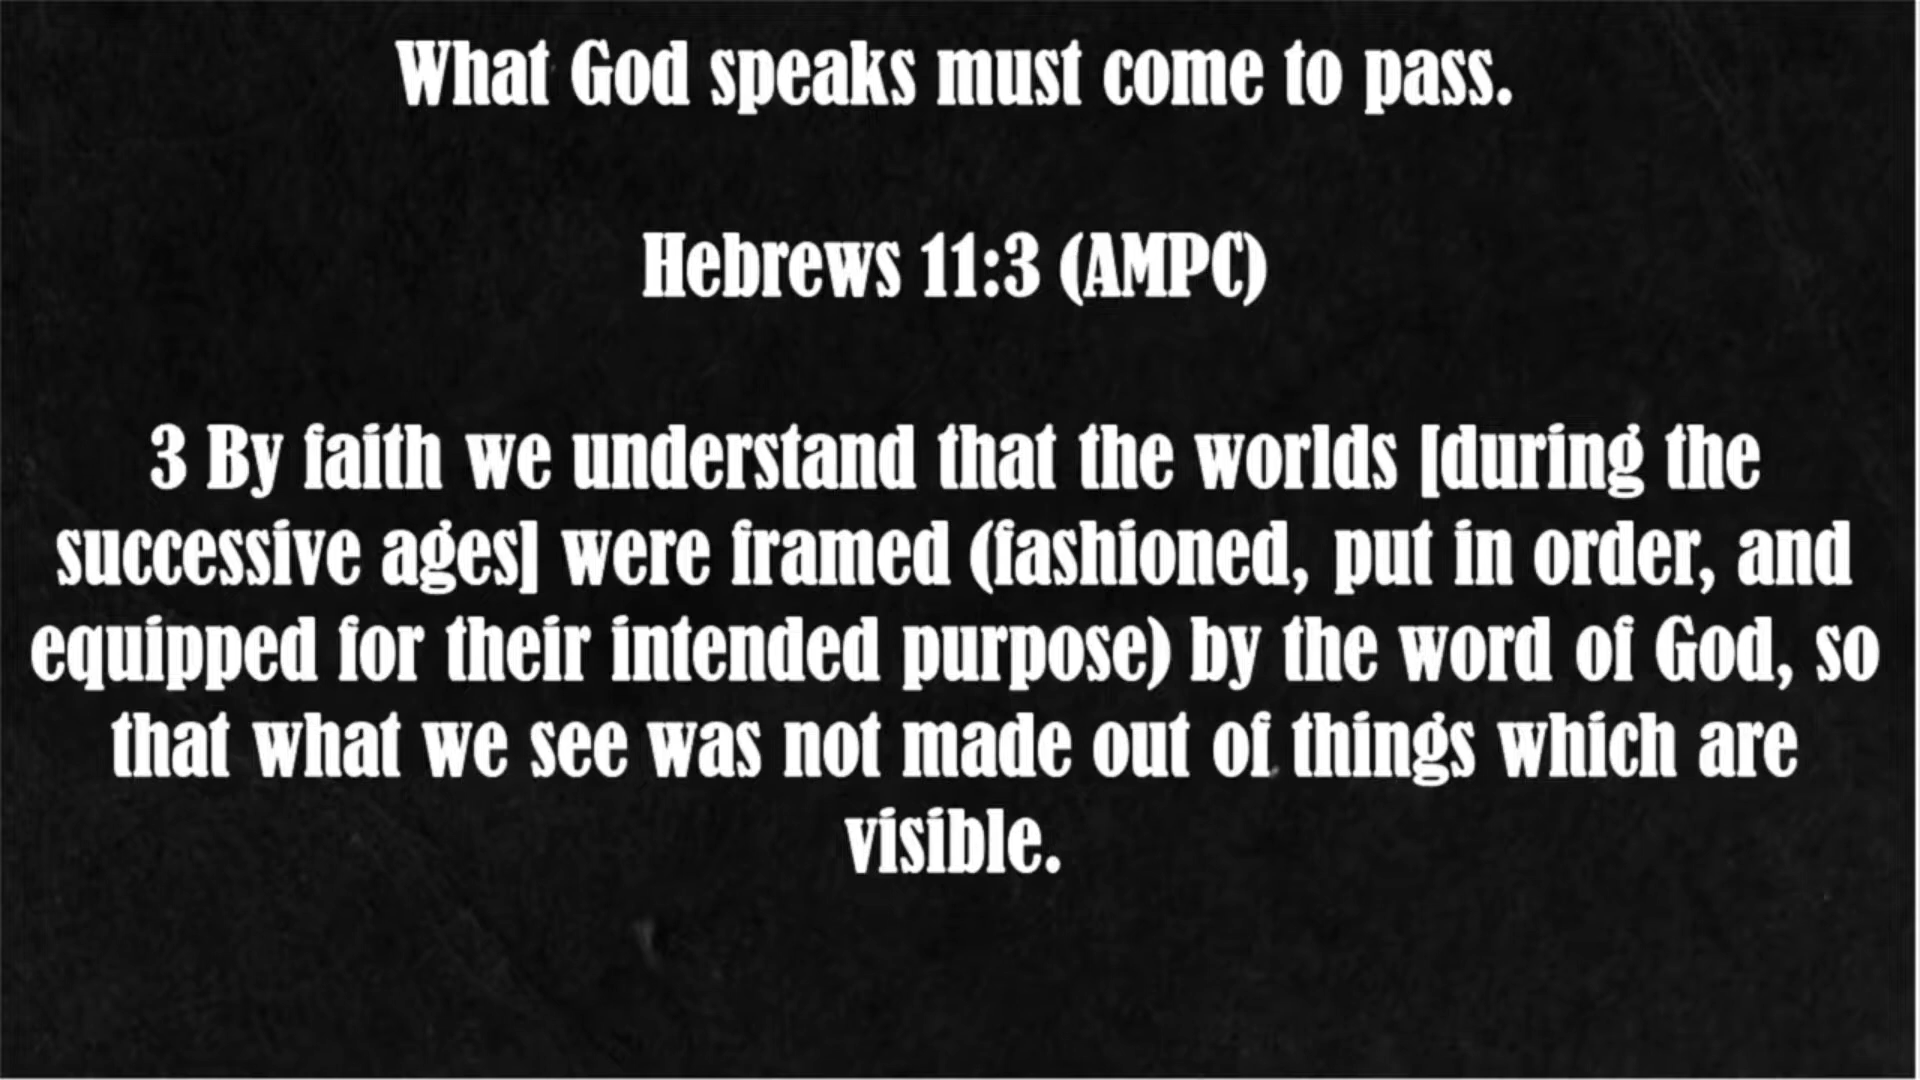 What God speaks must come to pass.
Hebrews 11:3 (AMPC)
3 By faith we understand that the worlds [during the
successive ages] were framed (fashioned, put in order, and
equipped for their intended purpose) by the word of God, so
that what we see was not made out of things which are
visible.